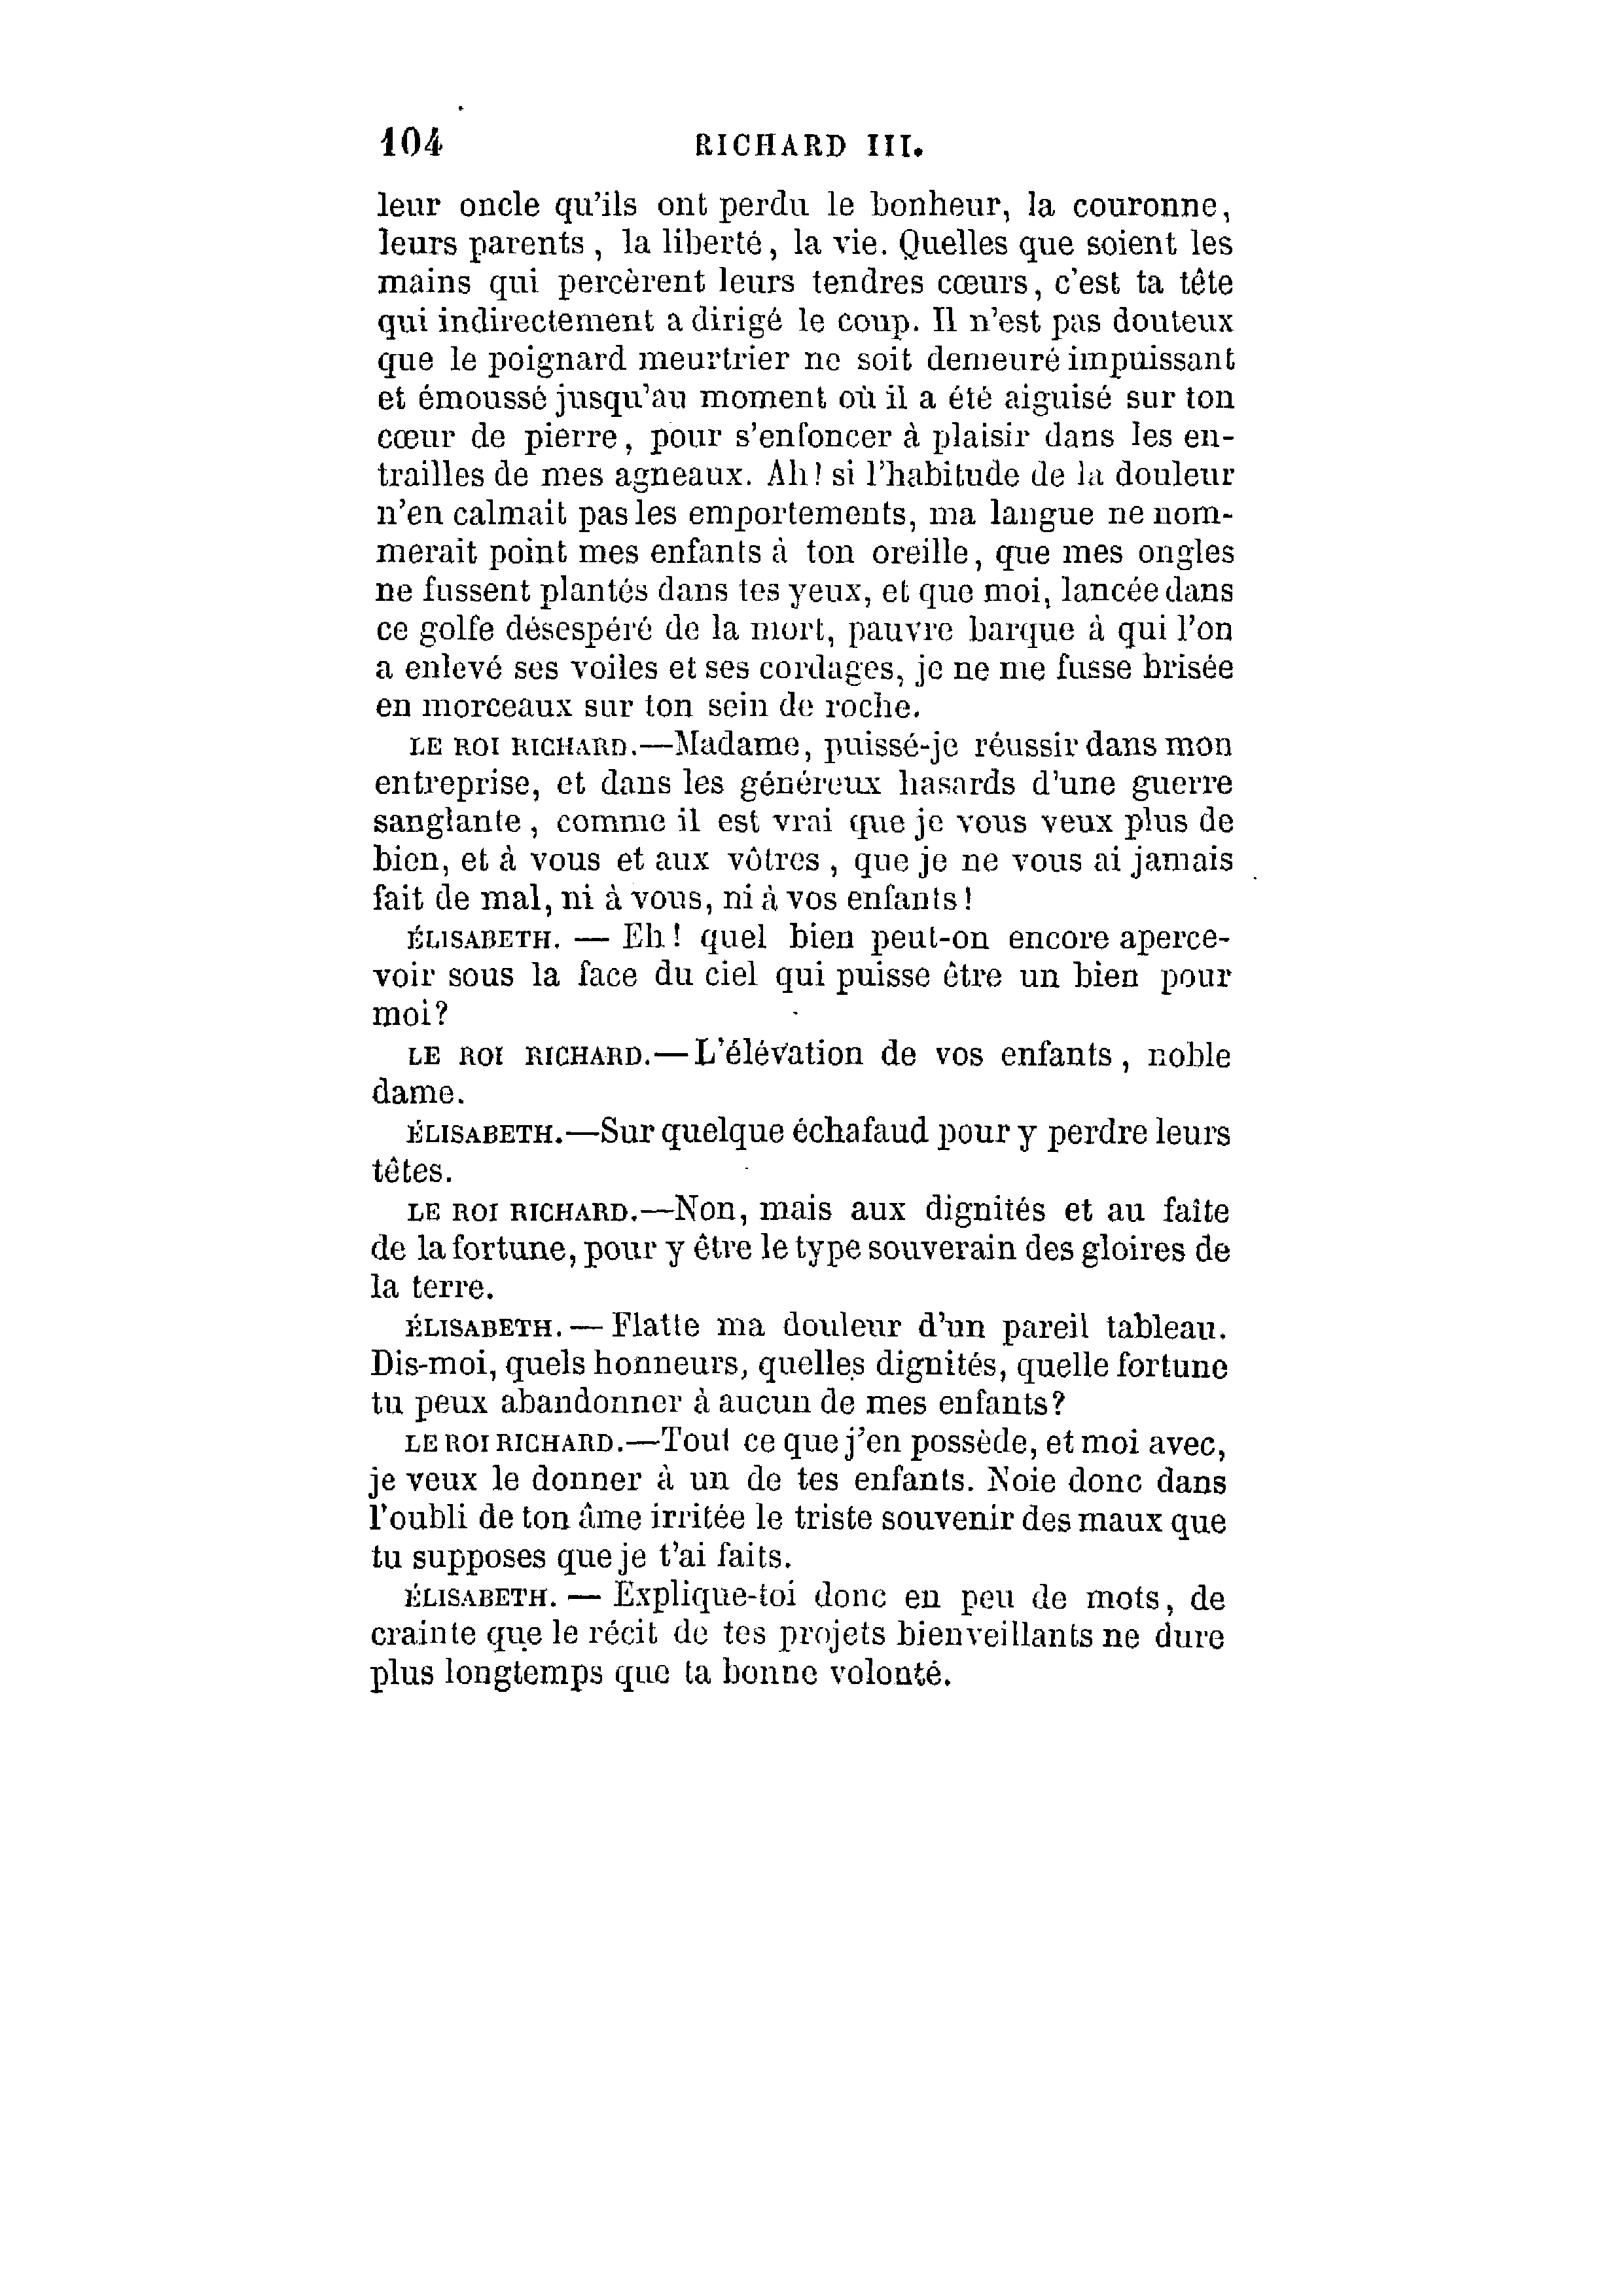 104 RICHARD III.
leur oncle qu'ils ont perdu le bonheur, la couronne,
leurs parents, la liberté, la vie. Quelles que soient les
mains qui percèrent leurs tendres cœurs, c'est ta tête
qui indirectement a dirigé le coup. Il n'est pas douteux
que le poignard meurtrier ne soit demeuré impuissant
et émoussé jusqu'au moment où il a été aiguisé sur ton
cœur de pierre, pour s'enfoncer à plaisir dans les en-
trailles de mes agneaux. Ah! si l'habitude de la douleur
n'en calmait pas les emportements, ma langue ne nom-
merait point mes enfants à ton oreille, que mes ongles
ne fussent plantés dans tes yeux, et que moi, lancée dans
ce golfe désespéré de la mort, pauvre barque à qui l'on
a enlevé ses voiles et ses cordages, je ne me fusse brisée
en morceaux sur ton sein de roche.
LE ROI RICHARD.—Madame, puissé-je réussir dans mon
entreprise, et dans les généreux hasards d'une guerre
sanglante, comme il est vrai que je vous veux plus de
bien, et à vous et aux vôtres, que je ne vous ai jamais
fait de mal, ni à vous, ni à vos enfants!
ÉLISABETH. — Eh! quel bien peut-on encore aperce-
voir sous la face du ciel qui puisse être un bien pour
moi?
LE ROI RICHARD.—L'élévation de vos enfants, noble
dame.
ÉLISABETH.—Sur quelque échafaud pour y perdre leurs
têtes.
LE ROI RICHARD.—Non, mais aux dignités et au faîte
de la fortune, pour y être le type souverain des gloires de
la terre.
ÉLISABETH. — Flatte ma douleur d'un pareil tableau.
Dis-moi, quels honneurs, quelles dignités, quelle fortune
tu peux abandonner à aucun de mes enfants?
LE ROI RICHARD.—Tout ce que j'en possède, et moi avec,
je veux le donner à un de tes enfants. Noie donc dans
l'oubli de ton âme irritée le triste souvenir des maux que
tu supposes que je t'ai faits.
ÉLISABETH. — Explique-toi donc en peu de mots, de
crainte que le récit de tes projets bienveillants ne dure
plus longtemps que ta bonne volonté.